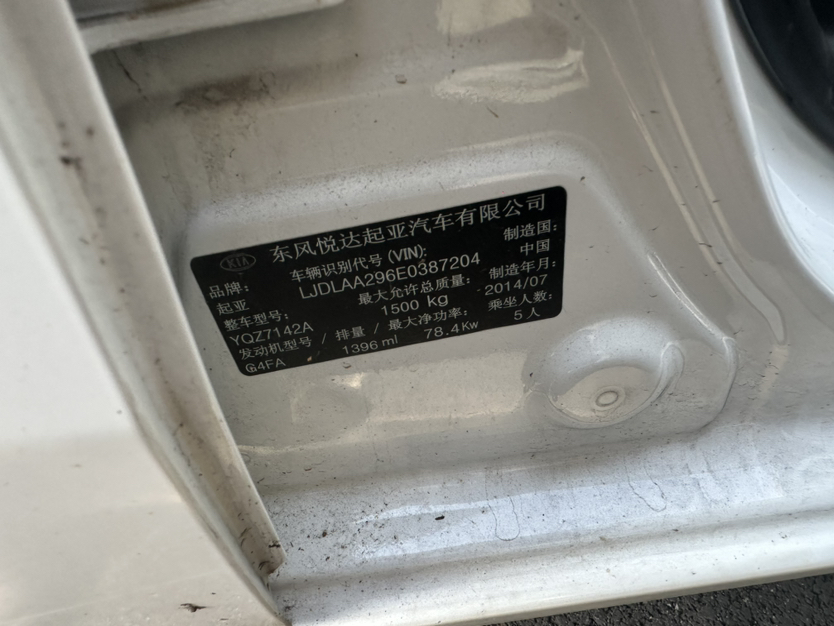 KIA 东风悦达起亚汽车有限公司
品牌: 车辆识别代号 (VIN): 制造国:
起亚 LJDLAA296E0387204 中国
整车型号: 最大允许总质量: 制造年月:
YQZ7142A 1500 kg 2014/07
发动机型号 / 排量 / 最大净功率: 乘坐人数:
G4FA 1396 ml 78.4Kw 5人